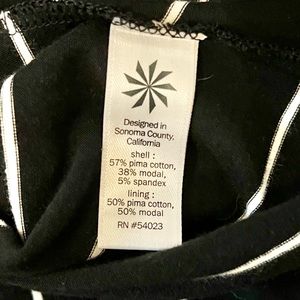 Designed in
Sonoma County,
California
shell :
57% pima cotton,
38% modal,
5% spandex
lining :
50% pima cotton,
50% modal
RN #54023